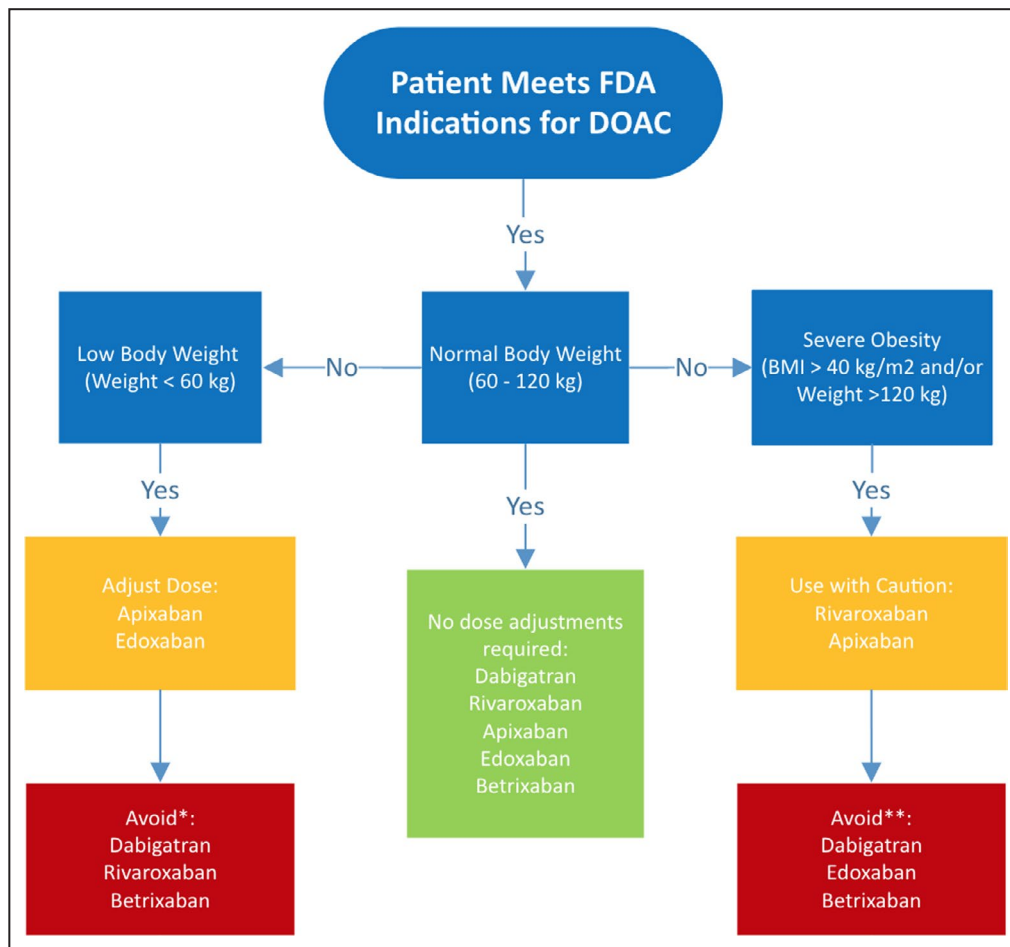 Patient Meets FDA
Indications for DOAC
Yes
Low Body Weight
(Weight < 60 kg)
No
Normal Body Weight
(60 - 120 kg)
No
Severe Obesity
(BMI > 40 kg/m2 and/or
Weight >120 kg)
Yes
Yes
Yes
Adjust Dose:
Apixaban
Edoxaban
No dose adjustments
required:
Dabigatran
Rivaroxaban
Apixaban
Edoxaban
Betrixaban
Use with Caution:
Rivaroxaban
Apixaban
Avoid*:
Dabigatran
Rivaroxaban
Betrixaban
Avoid**:
Dabigatran
Edoxaban
Betrixaban